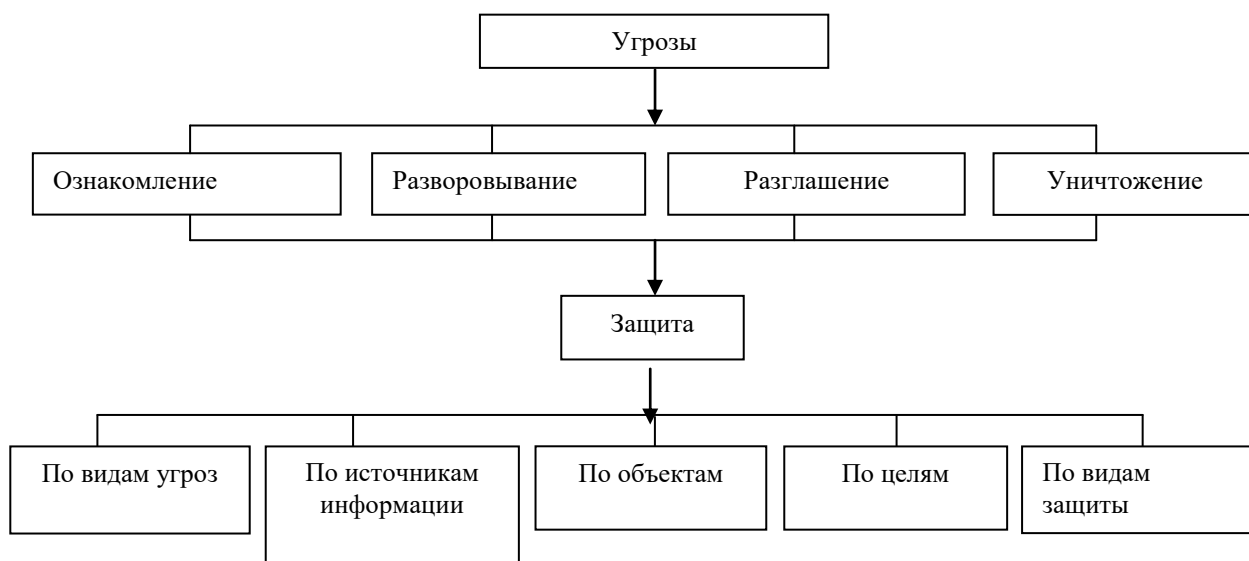 Угрозы
Ознакомление
Разворовывание
Разглашение
Уничтожение
Защита
По видам угроз
По источникам
информации
По объектам
По целям
По видам
защиты